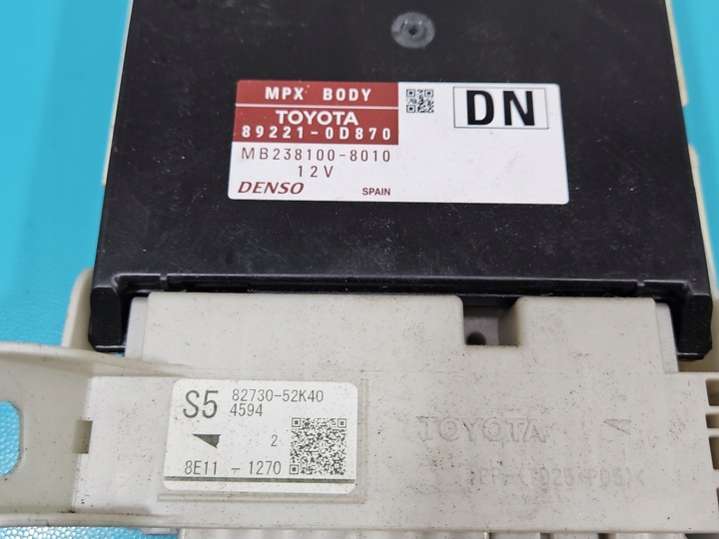 MPX BODY
TOYOTA
89221-0D870
DN
MB238100-8010
12V
DENSO
SPAIN
S5
82730-52K40
4594
2
8E11 - 1270
TOYOTA